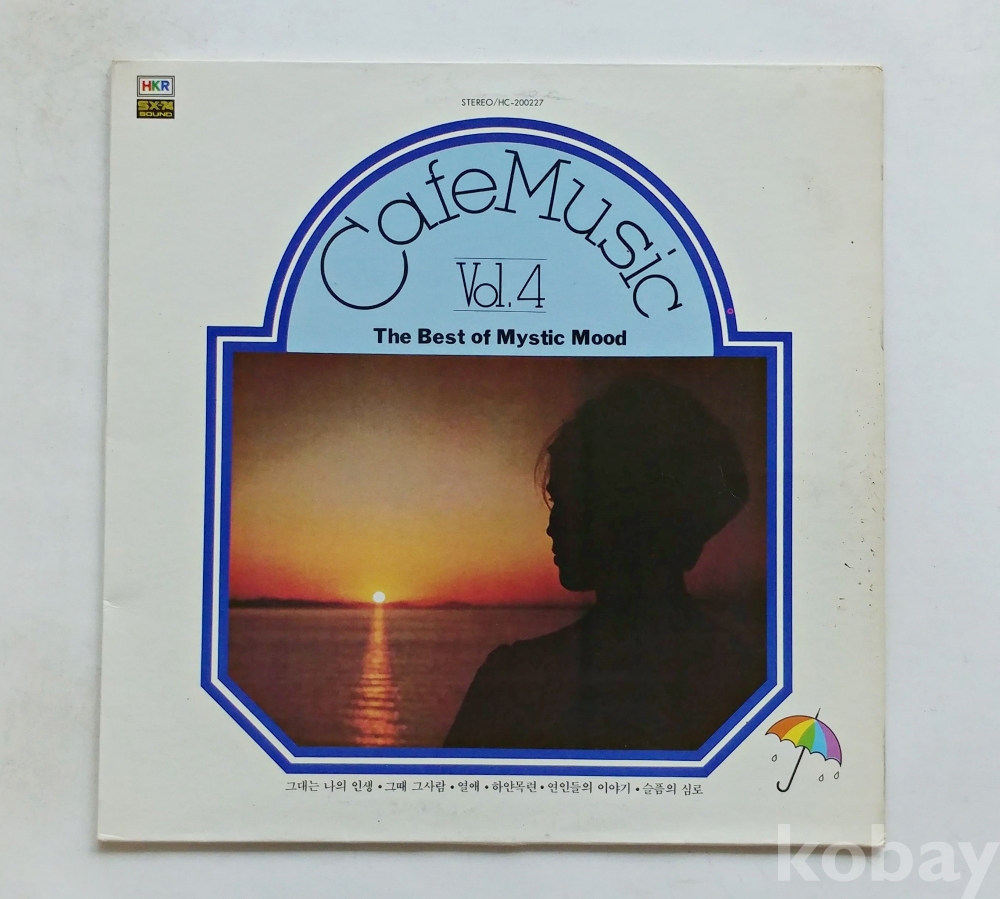 HKR
SX-74
SOUND
STEREO/HC-200227
Cafe Music
Vol. 4
The Best of Mystic Mood
그대는 나의 인생 • 그때 그사람 • 열애 • 하얀목련 • 연인들의 이야기 • 슬픔의 심로
kobay